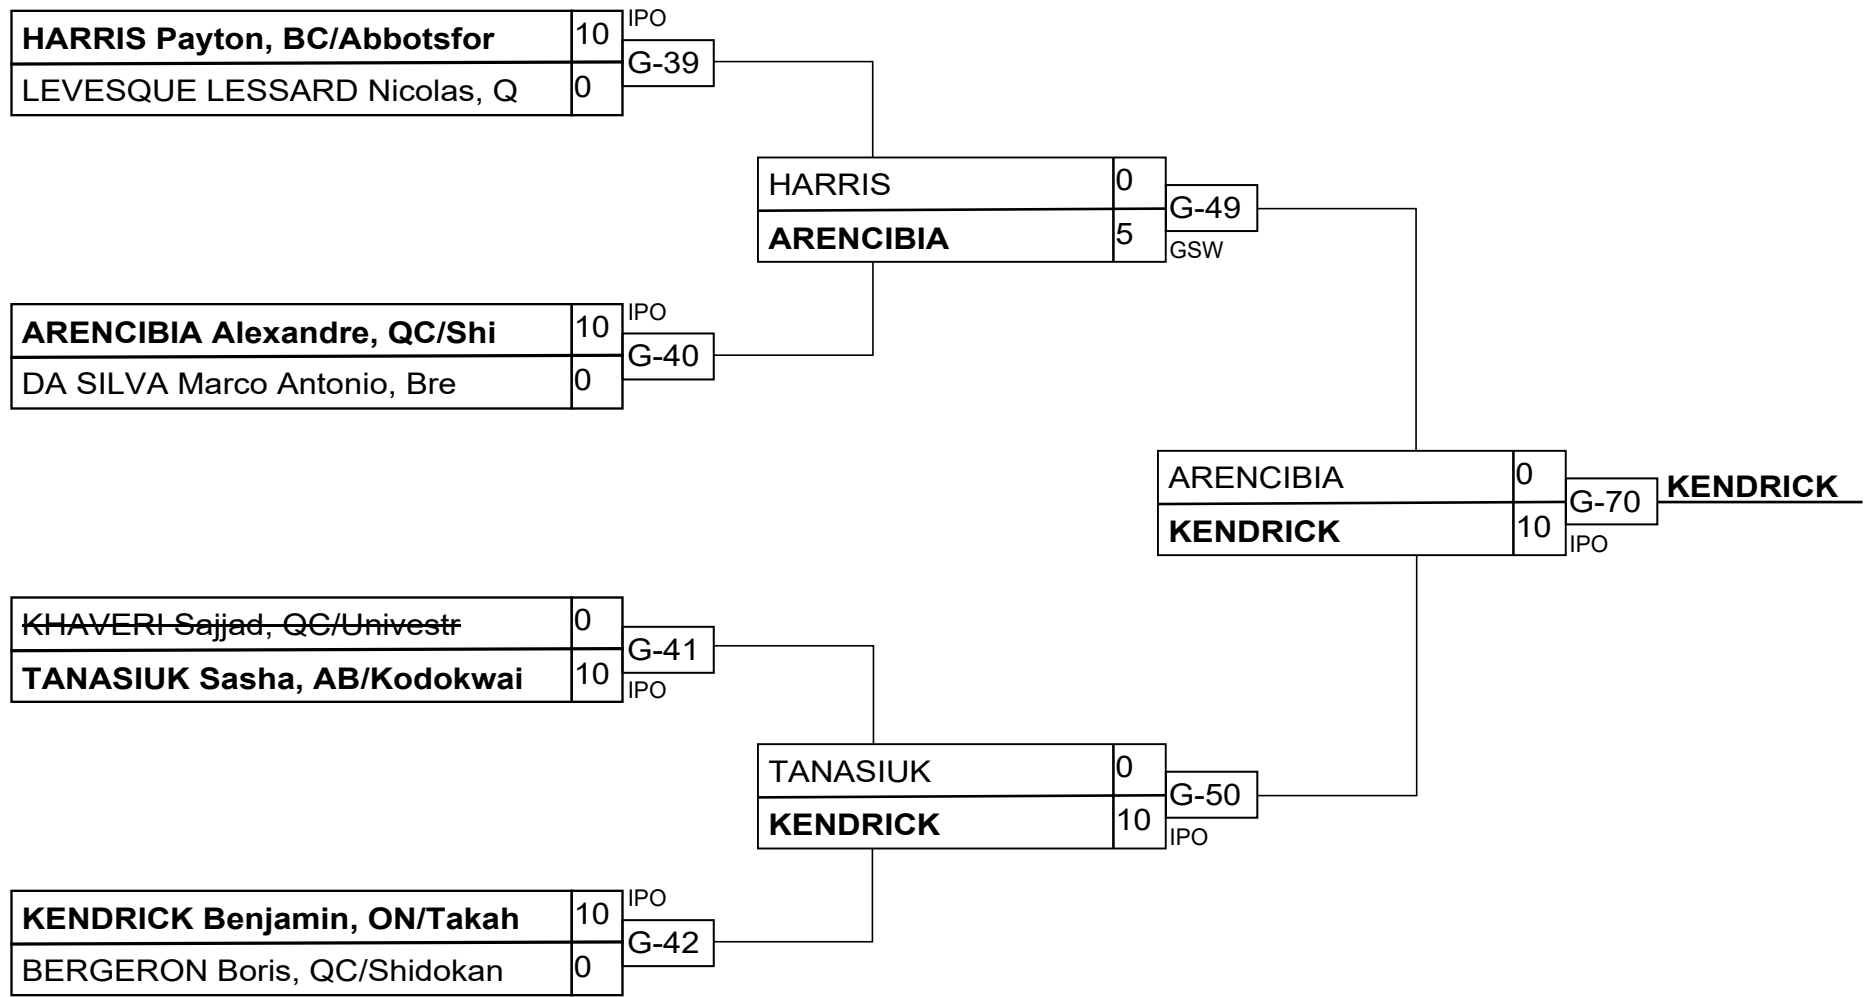 HARRIS Payton, BC/Abbotsfor 10 IPO
G-39
LEVESQUE LESSARD Nicolas, Q 0
HARRIS 0
G-49
ARENCIBIA 5 GSW
ARENCIBIA Alexandre, QC/Shi 10 IPO
G-40
DA SILVA Marco Antonio, Bre 0
ARENCIBIA 0
G-70 KENDRICK
KENDRICK 10 IPO
KHAVERI Sajjad, QC/Univestr 0
G-41
TANASIUK Sasha, AB/Kodokwai 10 IPO
TANASIUK 0
G-50
KENDRICK 10 IPO
KENDRICK Benjamin, ON/Takah 10 IPO
G-42
BERGERON Boris, QC/Shidokan 0